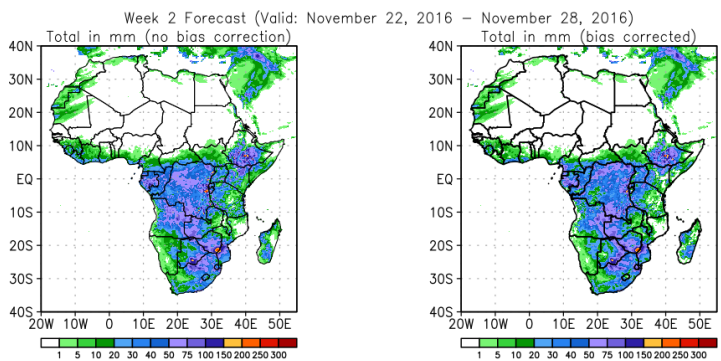 Week 2 Forecast (Valid: November 22, 2016 – November 28, 2016)
Total in mm (no bias correction)
40N
30N
20N
10N
EQ
10S
20S
30S
40S
20W 10W 0 10E 20E 30E 40E 50E
1 5 10 20 30 40 50 75 100 150 200 250 300
Total in mm (bias corrected)
40N
30N
20N
10N
EQ
10S
20S
30S
40S
20W 10W 0 10E 20E 30E 40E 50E
1 5 10 20 30 40 50 75 100 150 200 250 300